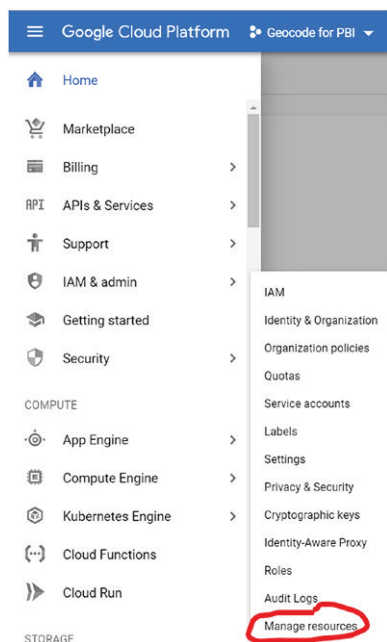 Google Cloud Platform
Geocode for PBI
Home
Marketplace
Billing
API
APIs & Services
Support
IAM & admin
Getting started
Security
COMPUTE
App Engine
Compute Engine
Kubernetes Engine
Cloud Functions
Cloud Run
STORAGE
IAM
Identity & Organization
Organization policies
Quotas
Service accounts
Labels
Settings
Privacy & Security
Cryptographic keys
Identity-Aware Proxy
Roles
Audit Logs
Manage resources